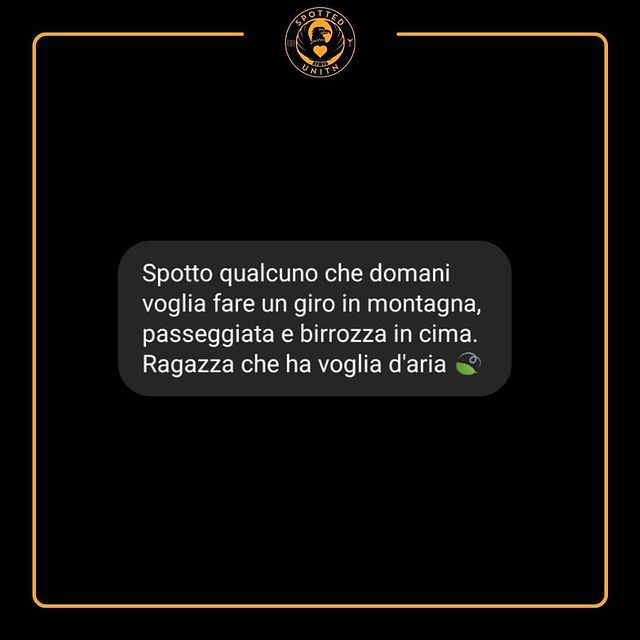 SPOTTED
UNITN
Spotto qualcuno che domani
voglia fare un giro in montagna,
passeggiata e birrozza in cima.
Ragazza che ha voglia d'aria 🍃